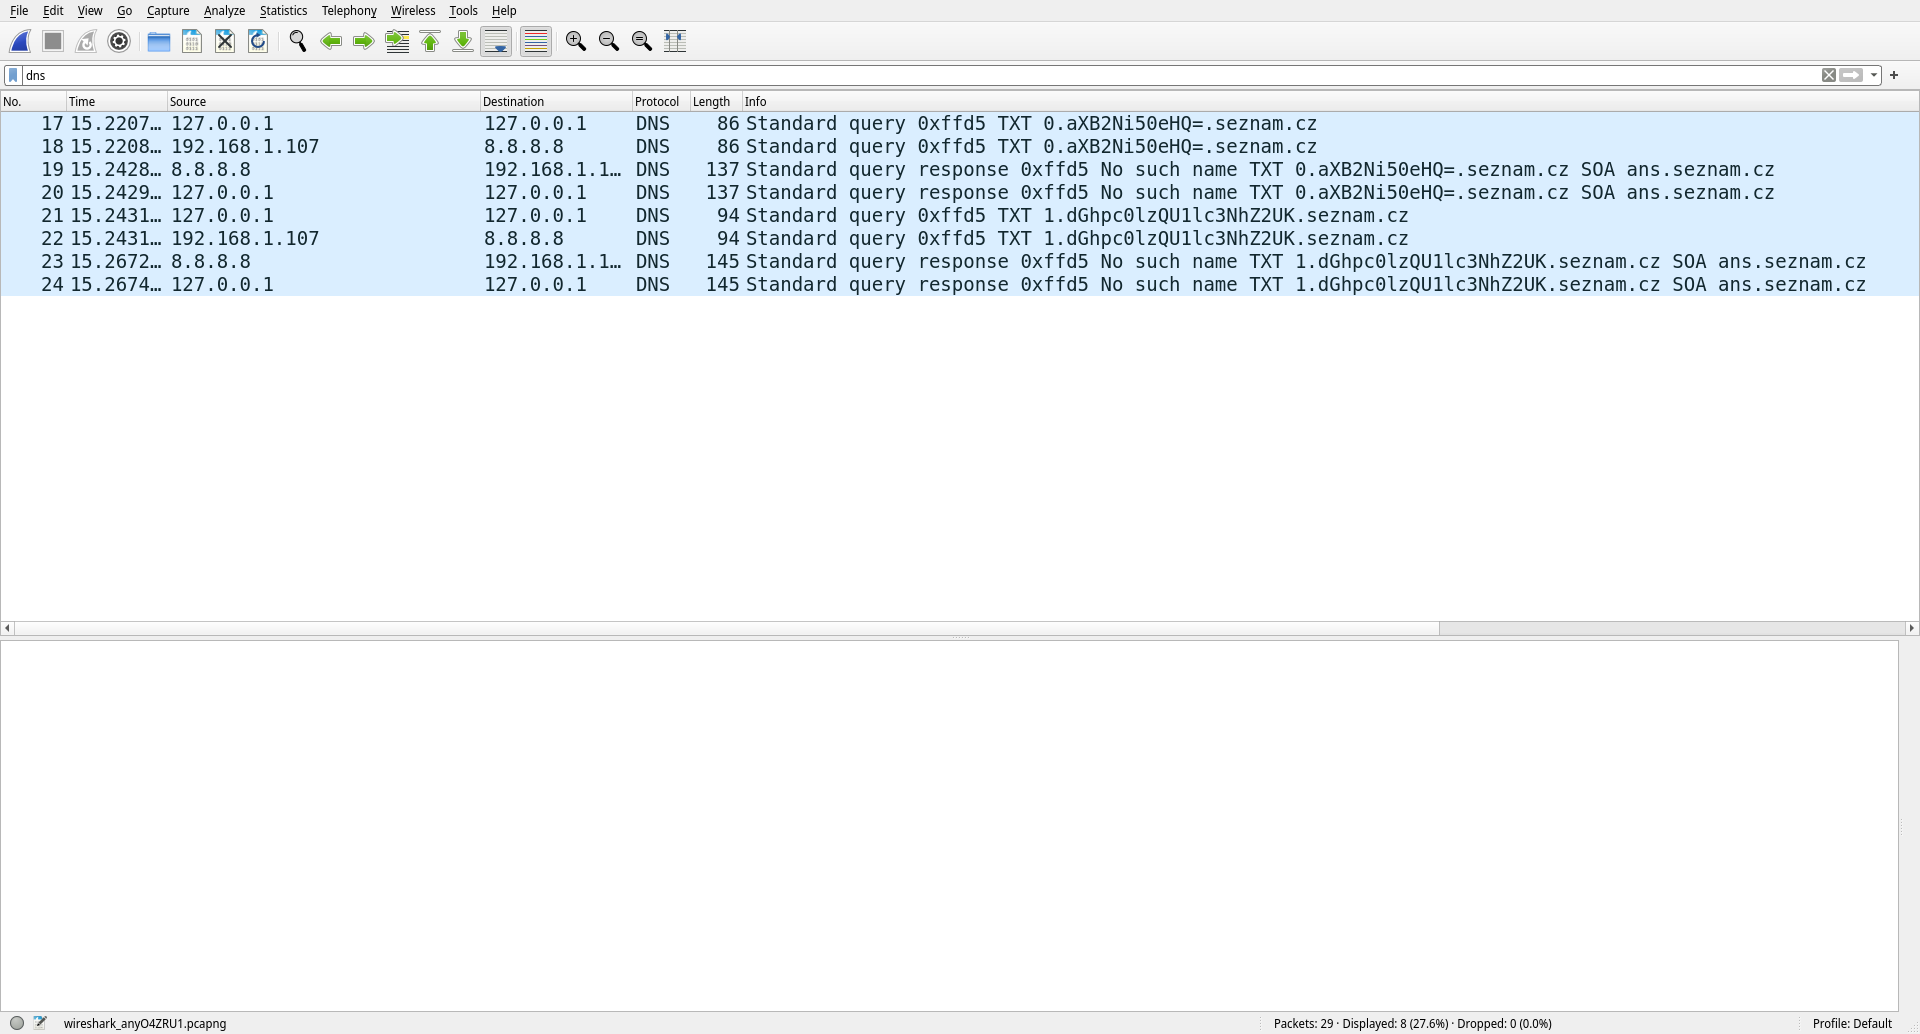 File Edit View Go Capture Analyze Statistics Telephony Wireless Tools Help
dns
No. Time Source Destination Protocol Length Info
17 15.2207… 127.0.0.1 127.0.0.1 DNS 86 Standard query 0xffd5 TXT 0.aXB2Ni50eHQ=.seznam.cz
18 15.2208… 192.168.1.107 8.8.8.8 DNS 86 Standard query 0xffd5 TXT 0.aXB2Ni50eHQ=.seznam.cz
19 15.2428… 8.8.8.8 192.168.1.1… DNS 137 Standard query response 0xffd5 No such name TXT 0.aXB2Ni50eHQ=.seznam.cz SOA ans.seznam.cz
20 15.2429… 127.0.0.1 127.0.0.1 DNS 137 Standard query response 0xffd5 No such name TXT 0.aXB2Ni50eHQ=.seznam.cz SOA ans.seznam.cz
21 15.2431… 127.0.0.1 127.0.0.1 DNS 94 Standard query 0xffd5 TXT 1.dGhpc0lzQU1lc3NhZ2UK.seznam.cz
22 15.2431… 192.168.1.107 8.8.8.8 DNS 94 Standard query 0xffd5 TXT 1.dGhpc0lzQU1lc3NhZ2UK.seznam.cz
23 15.2672… 8.8.8.8 192.168.1.1… DNS 145 Standard query response 0xffd5 No such name TXT 1.dGhpc0lzQU1lc3NhZ2UK.seznam.cz SOA ans.seznam.cz
24 15.2674… 127.0.0.1 127.0.0.1 DNS 145 Standard query response 0xffd5 No such name TXT 1.dGhpc0lzQU1lc3NhZ2UK.seznam.cz SOA ans.seznam.cz
wireshark_anyO4ZRU1.pcapng Packets: 29 · Displayed: 8 (27.6%) · Dropped: 0 (0.0%) Profile: Default